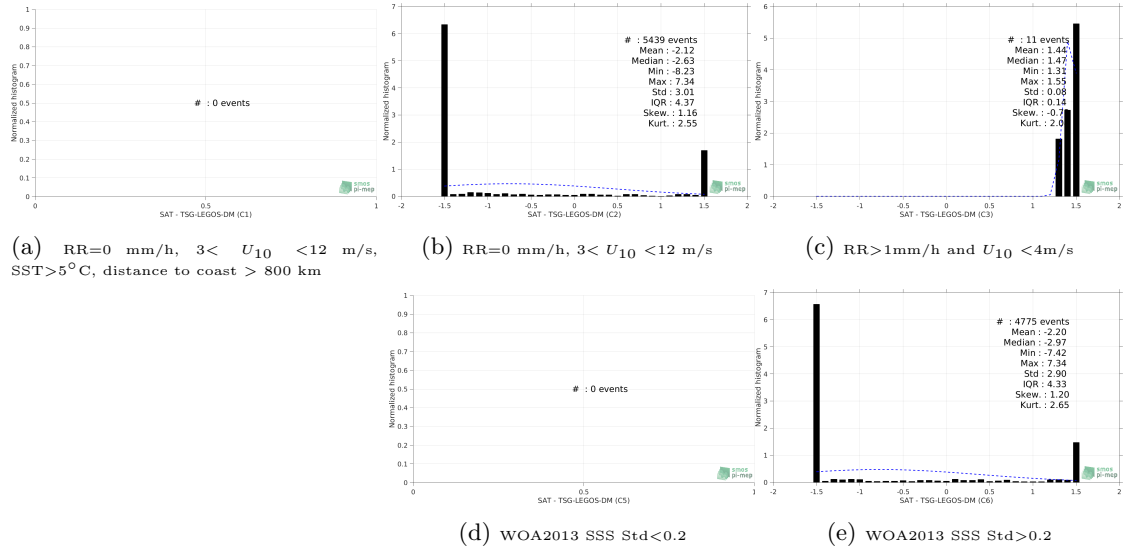 1
0.9
0.8
0.7
0.6
0.5
0.4
0.3
0.2
0.1
0
Normalized histogram
# : 0 events
smos
pi-mep
0 0.5 1
SAT - TSG-LEGOS-DM (C1)
(a) RR=0 mm/h, 3< U10 <12 m/s,
SST>5°C, distance to coast > 800 km
7
6
5
4
3
2
1
0
Normalized histogram
# : 5439 events
Mean : -2.12
Median : -2.63
Min : -8.23
Max : 7.34
Std : 3.01
IQR : 4.37
Skew. : 1.16
Kurt. : 2.55
smos
pi-mep
-2 -1.5 -1 -0.5 0 0.5 1 1.5 2
SAT - TSG-LEGOS-DM (C2)
(b) RR=0 mm/h, 3< U10 <12 m/s
6
5
4
3
2
1
0
Normalized histogram
# : 11 events
Mean : 1.44
Median : 1.47
Min : 1.31
Max : 1.55
Std : 0.08
IQR : 0.14
Skew. : -0.7
Kurt. : 2.0
smos
pi-mep
-2 -1.5 -1 -0.5 0 0.5 1 1.5 2
SAT - TSG-LEGOS-DM (C3)
(c) RR>1mm/h and U10 <4m/s
1
0.9
0.8
0.7
0.6
0.5
0.4
0.3
0.2
0.1
0
Normalized histogram
# : 0 events
smos
pi-mep
0 0.5 1
SAT - TSG-LEGOS-DM (C5)
(d) WOA2013 SSS Std<0.2
7
6
5
4
3
2
1
0
Normalized histogram
# : 4775 events
Mean : -2.20
Median : -2.97
Min : -7.42
Max : 7.34
Std : 2.90
IQR : 4.33
Skew. : 1.20
Kurt. : 2.65
smos
pi-mep
-2 -1.5 -1 -0.5 0 0.5 1 1.5 2
SAT - TSG-LEGOS-DM (C6)
(e) WOA2013 SSS Std>0.2